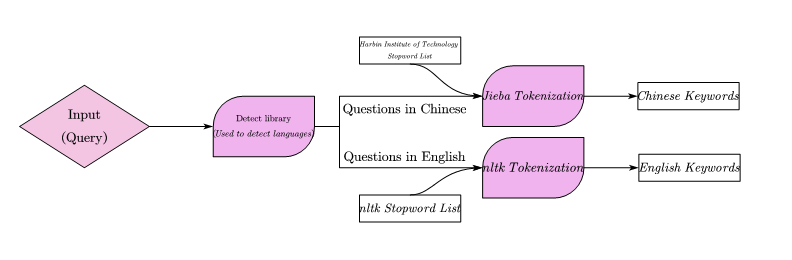 Input
(Query)
Detect library
(Used to detect languages)
Harbin Institute of Technology
Stopword List
Questions in Chinese
Questions in English
nltk Stopword List
Jieba Tokenization
nltk Tokenization
Chinese Keywords
English Keywords